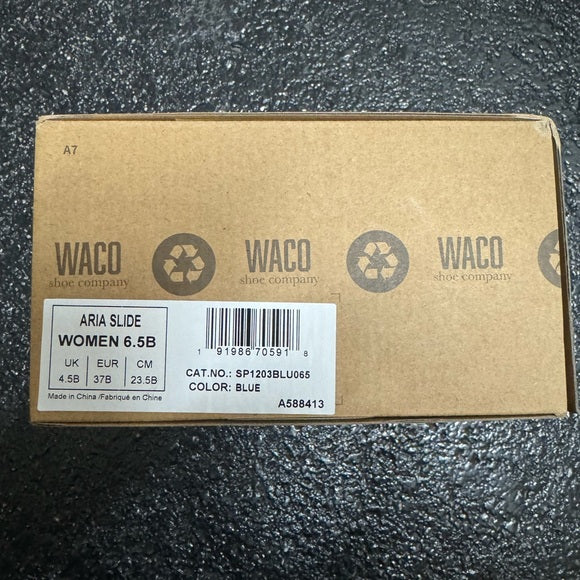 A7
WACO WACO WACO
shoe company shoe company shoe company
ARIA SLIDE
WOMEN 6.5B
UK EUR CM
4.5B 37B 23.5B
Made in China /Fabriqué en Chine
1 91986 70591 8
CAT.NO.: SP1203BLU065
COLOR: BLUE
A588413